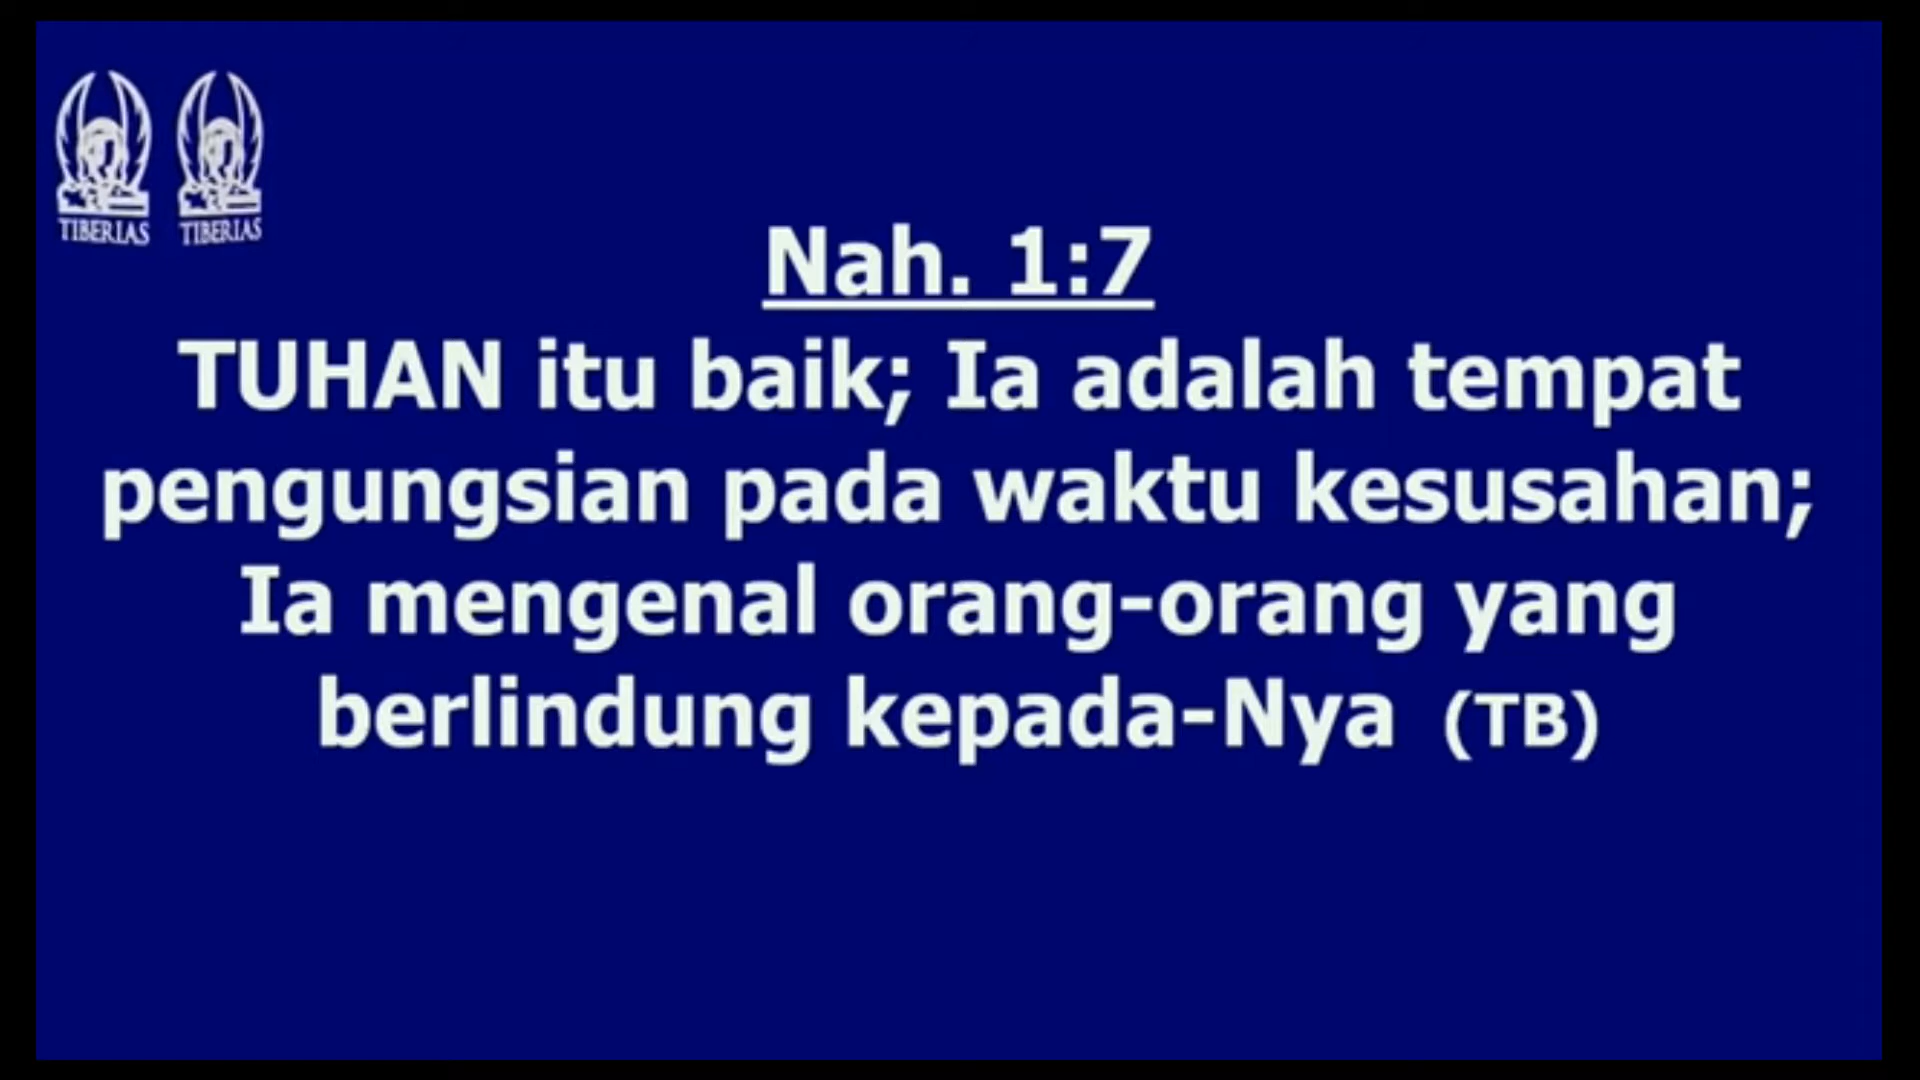 TIBERIAS TIBERIAS
Nah. 1:7
TUHAN itu baik; Ia adalah tempat
pengungsian pada waktu kesusahan;
Ia mengenal orang-orang yang
berlindung kepada-Nya (TB)